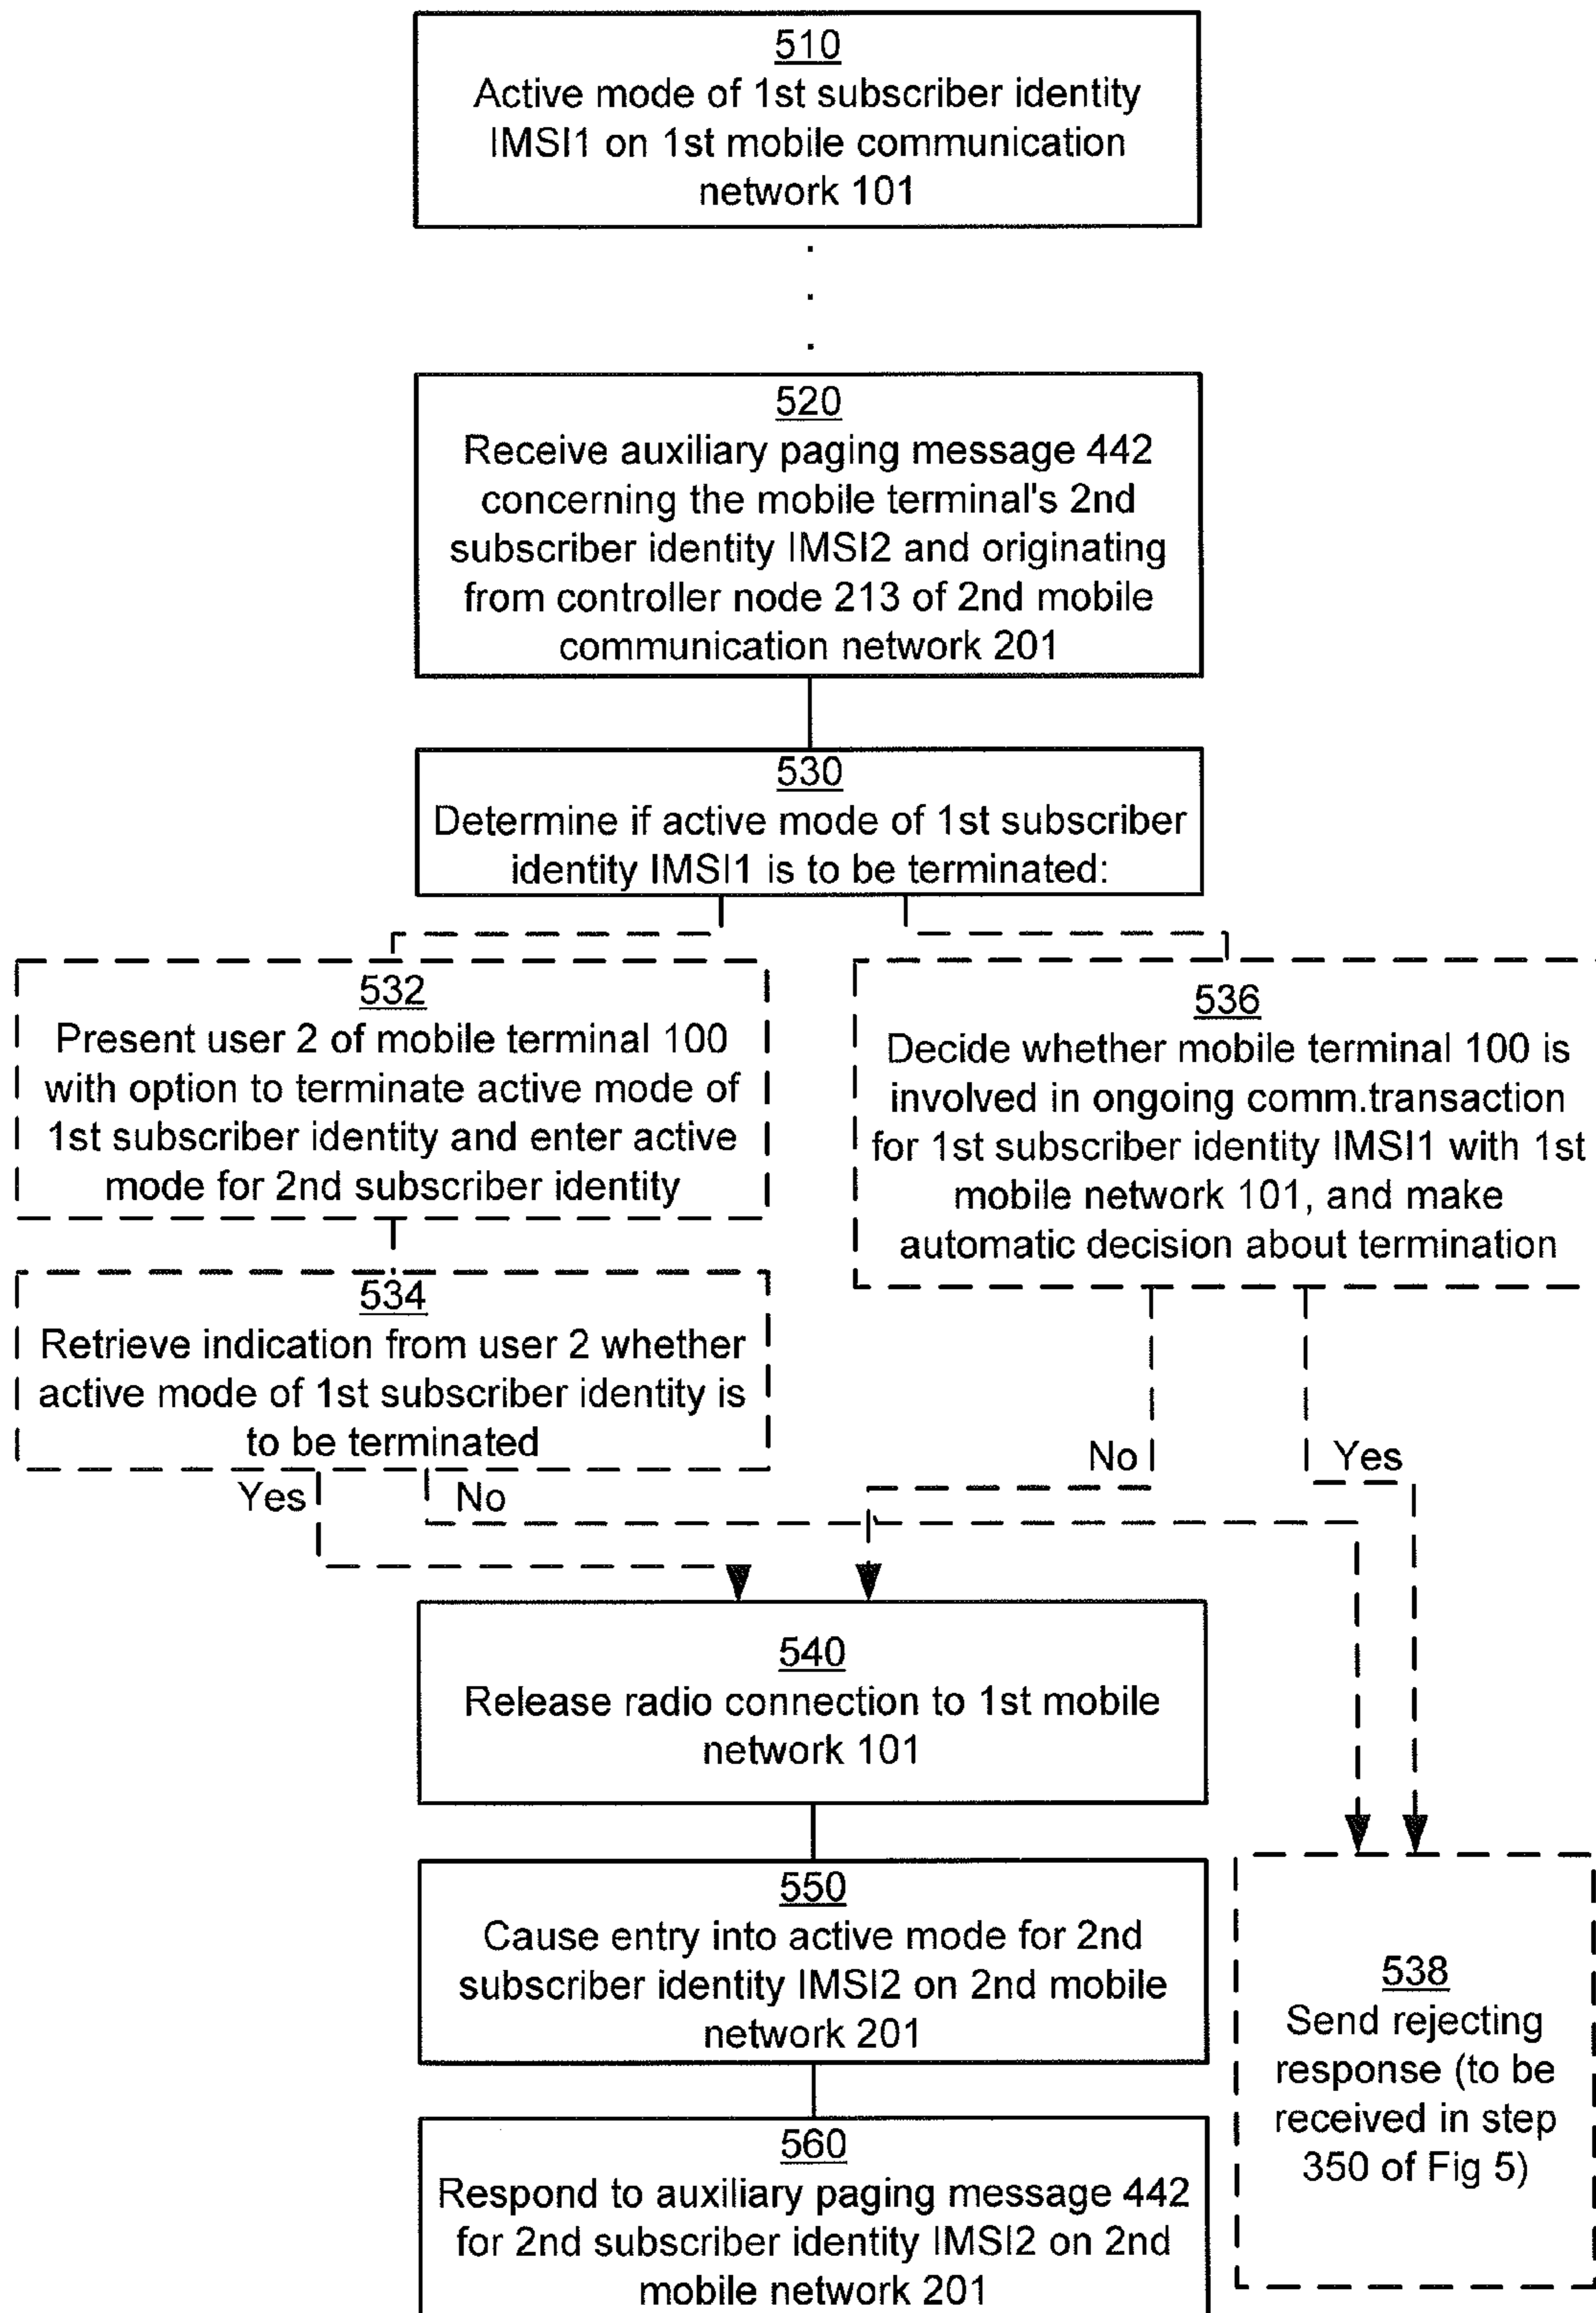 510
Active mode of 1st subscriber identity
IMSI1 on 1st mobile communication
network 101
.
.
.
520
Receive auxiliary paging message 442
concerning the mobile terminal's 2nd
subscriber identity IMSI2 and originating
from controller node 213 of 2nd mobile
communication network 201
530
Determine if active mode of 1st subscriber
identity IMSI1 is to be terminated:
532
Present user 2 of mobile terminal 100
with option to terminate active mode of
1st subscriber identity and enter active
mode for 2nd subscriber identity
534
Retrieve indication from user 2 whether
active mode of 1st subscriber identity is
to be terminated
Yes
No
536
Decide whether mobile terminal 100 is
involved in ongoing comm.transaction
for 1st subscriber identity IMSI1 with 1st
mobile network 101, and make
automatic decision about termination
No
Yes
540
Release radio connection to 1st mobile
network 101
550
Cause entry into active mode for 2nd
subscriber identity IMSI2 on 2nd mobile
network 201
560
Respond to auxiliary paging message 442
for 2nd subscriber identity IMSI2 on 2nd
mobile network 201
538
Send rejecting
response (to be
received in step
350 of Fig 5)